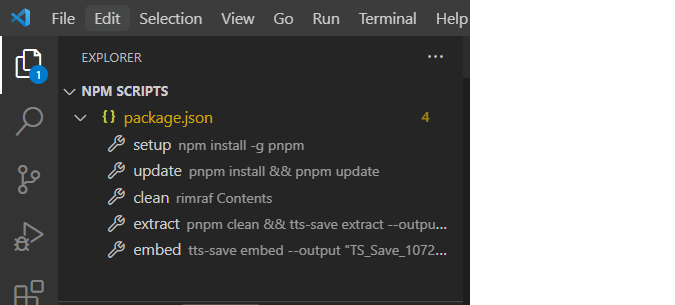 File Edit Selection View Go Run Terminal Help
EXPLORER ···
1
NPM SCRIPTS
{} package.json 4
setup npm install -g pnpm
update pnpm install && pnpm update
clean rimraf Contents
extract pnpm clean && tts-save extract --outpu...
embed tts-save embed --output "TS_Save_1072...